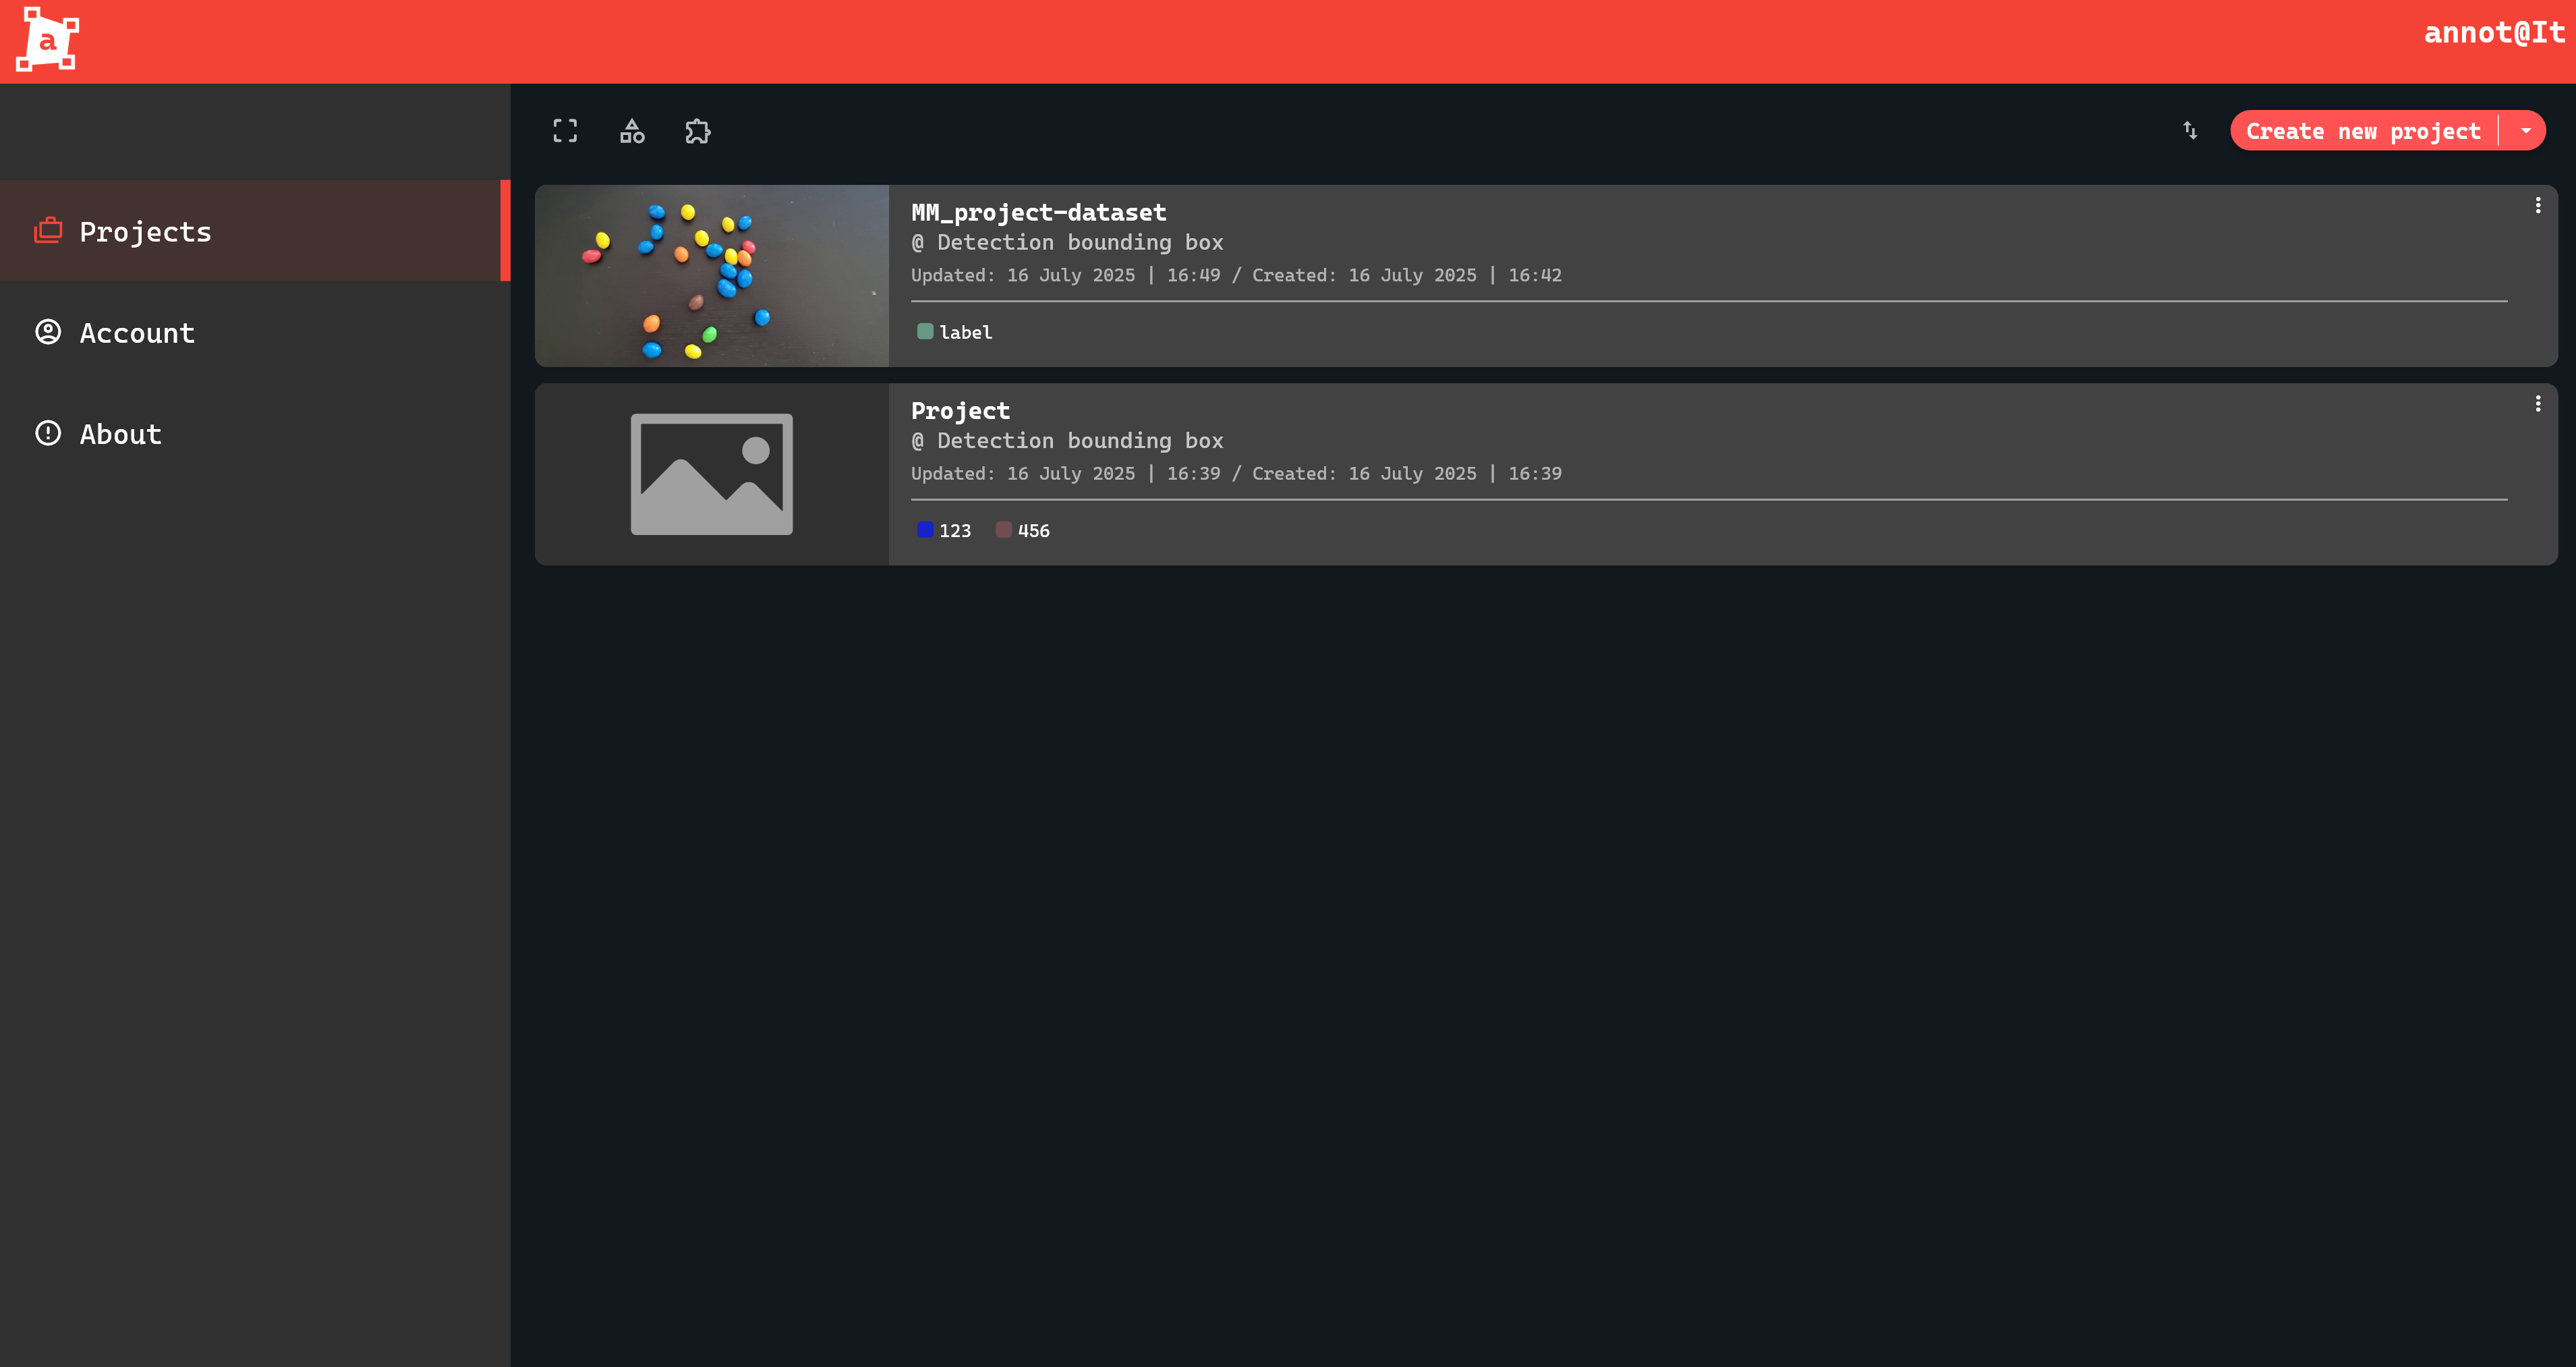 a
annot@It
Create new project
Projects
Account
About
MM_project-dataset
@ Detection bounding box
Updated: 16 July 2025 | 16:49 / Created: 16 July 2025 | 16:42
label
Project
@ Detection bounding box
Updated: 16 July 2025 | 16:39 / Created: 16 July 2025 | 16:39
123 456